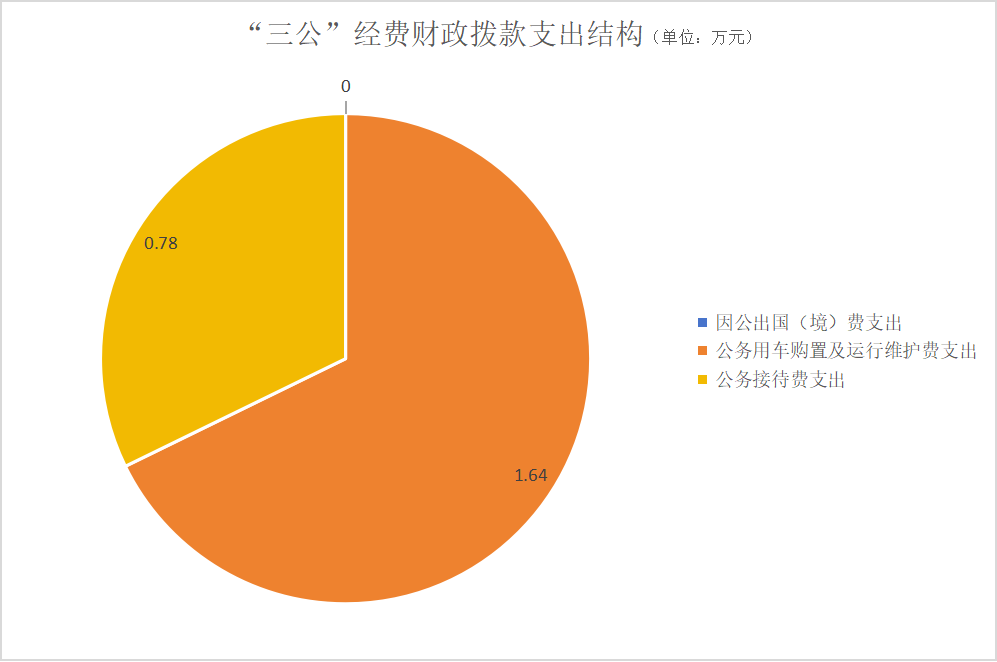 “三公”经费财政拨款支出结构（单位：万元）
0
0.78
1.64
因公出国（境）费支出
公务用车购置及运行维护费支出
公务接待费支出